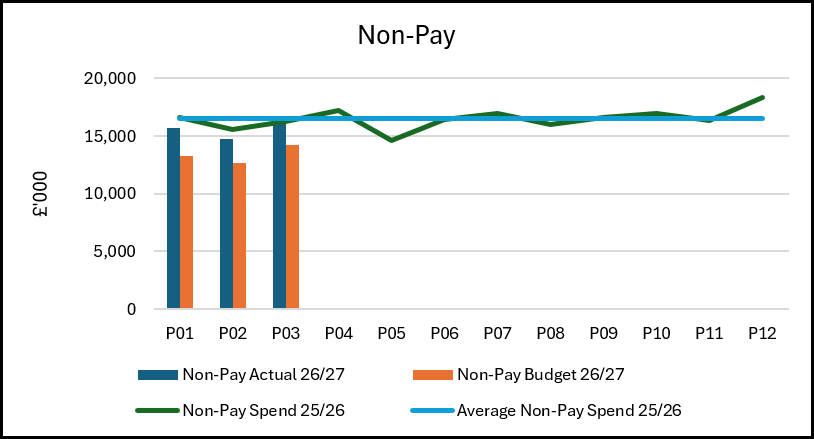 Non-Pay
20,000
15,000
10,000
5,000
0
£'000
P01 P02 P03 P04 P05 P06 P07 P08 P09 P10 P11 P12
Non-Pay Actual 26/27 Non-Pay Budget 26/27
Non-Pay Spend 25/26 Average Non-Pay Spend 25/26